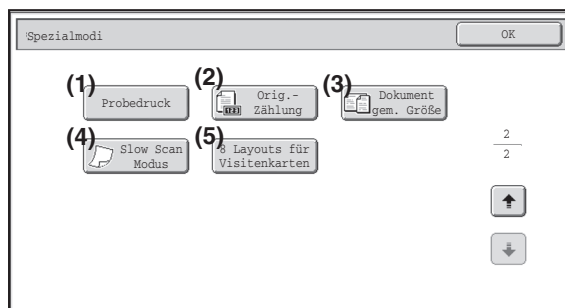 Spezialmodi
OK
(1)
Probedruck
(2)
Orig.-
Zählung
123
(3)
Dokument
gem. Größe
(4)
Slow Scan
Modus
(5)
8 Layouts für
Visitenkarten
2
2